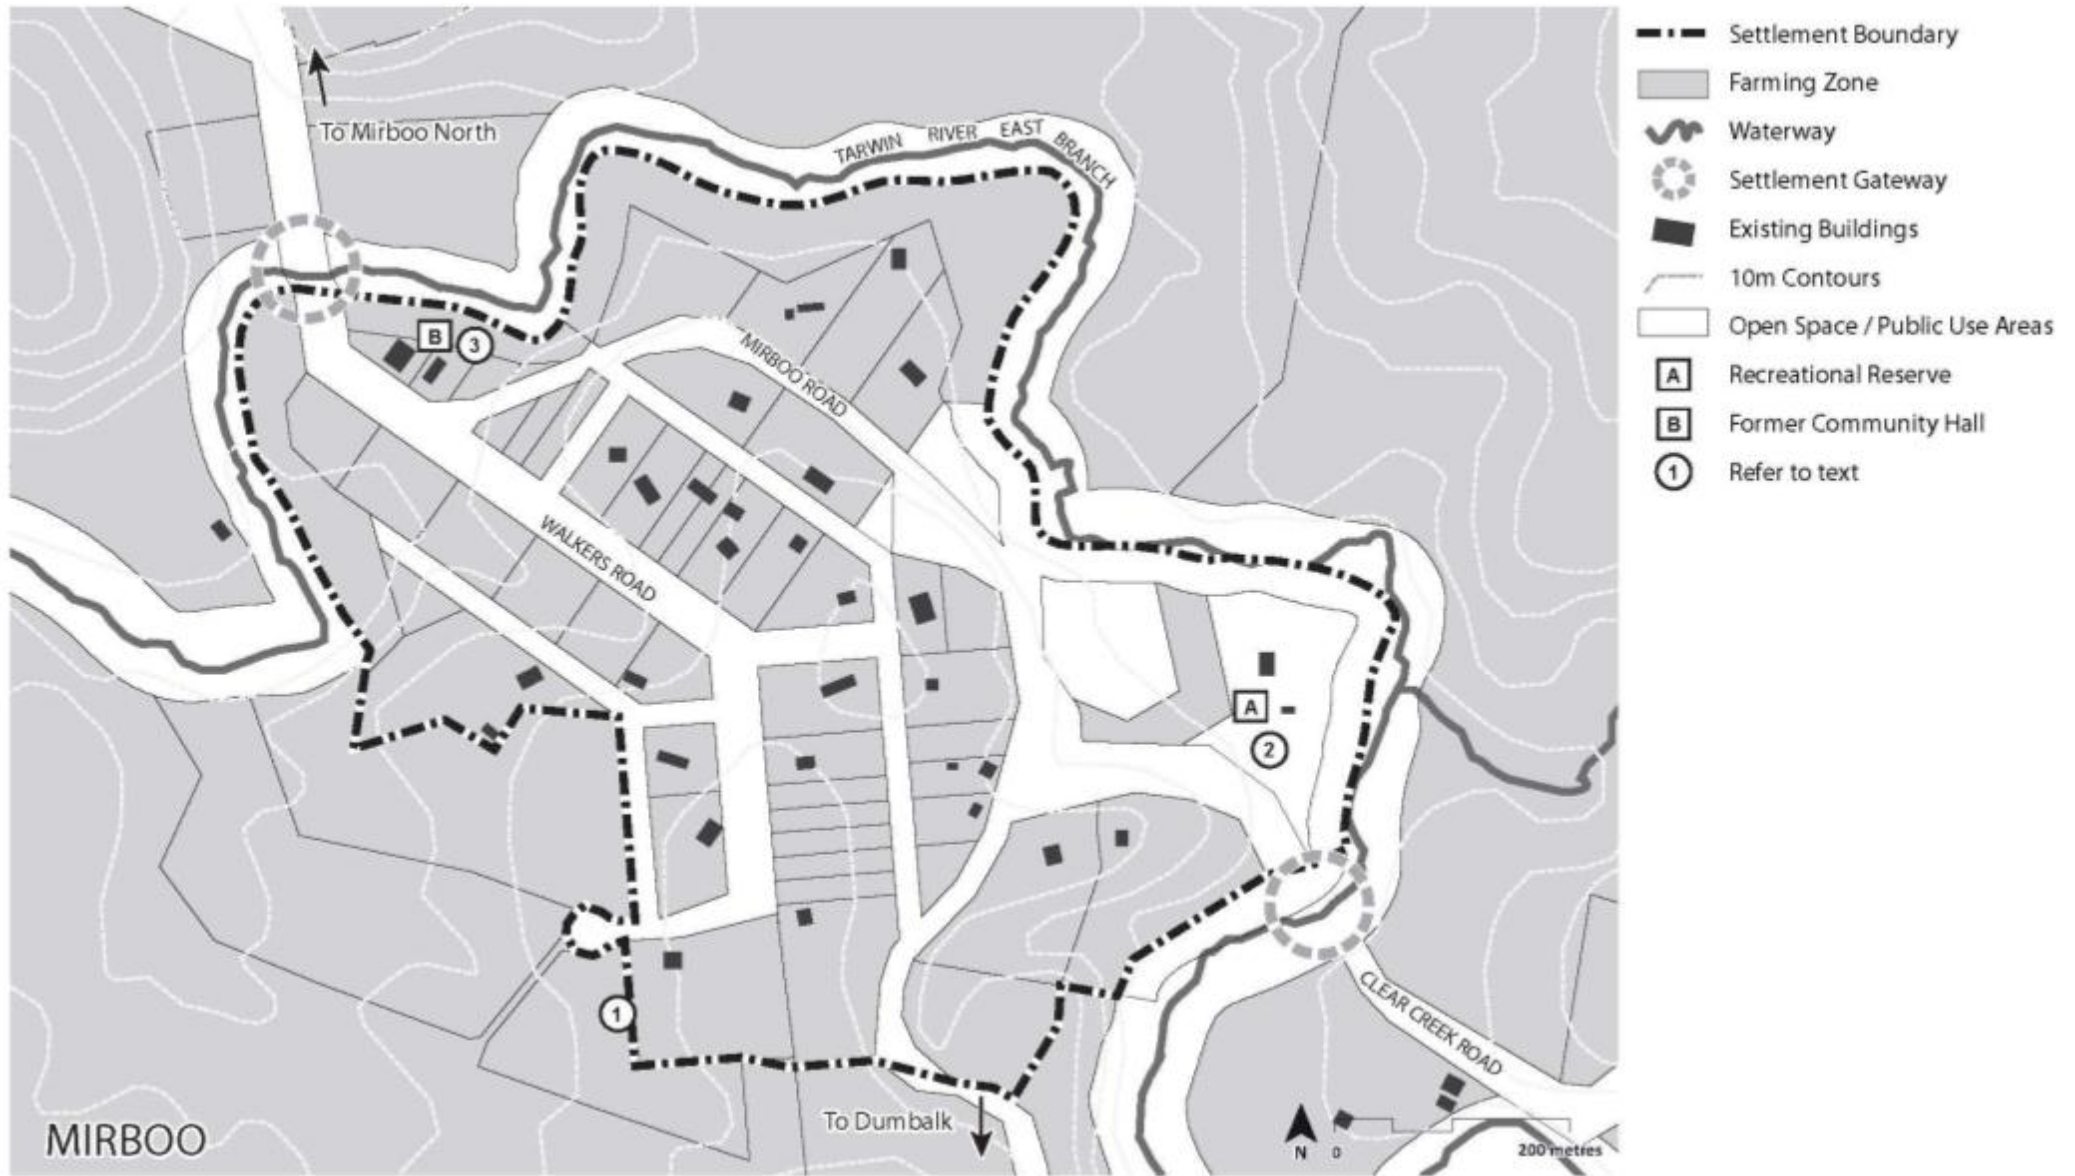 To Mirboo North
TARWIN RIVER EAST BRANCH
B
3
MIRBOO ROAD
WALKERS ROAD
A
2
1
CLEAR CREEK ROAD
To Dumbalk
MIRBOO
N
0
200 metres
Settlement Boundary
Farming Zone
Waterway
Settlement Gateway
Existing Buildings
10m Contours
Open Space / Public Use Areas
A Recreational Reserve
B Former Community Hall
1 Refer to text